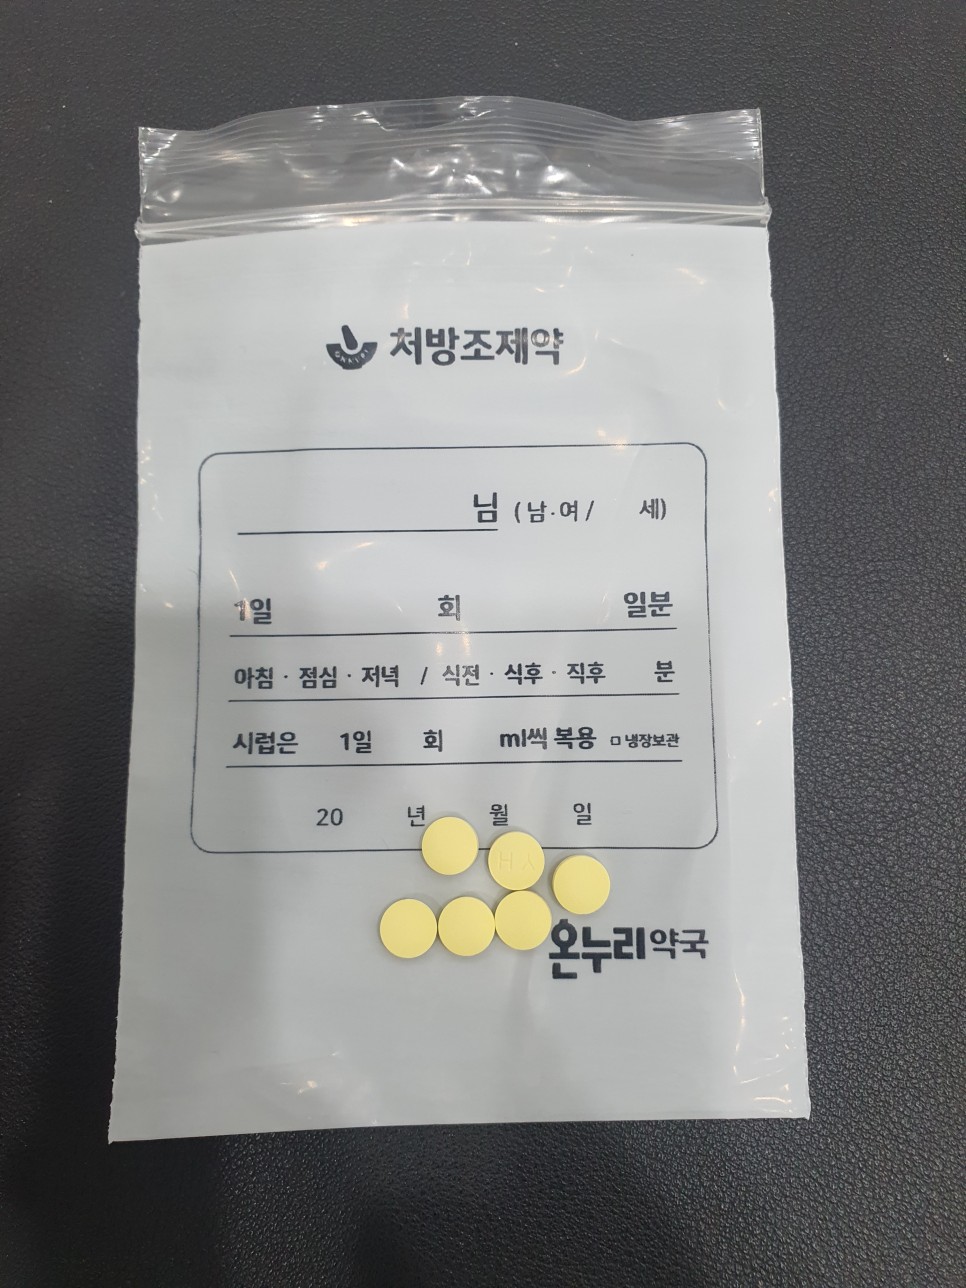 처방조제약
님 (남·여/ 세)
1일 회 일분
아침 · 점심 · 저녁 / 식전 · 식후 · 직후 분
시럽은 1일 회 ml씩 복용 □ 냉장보관
20 년 월 일
YH
온누리약국